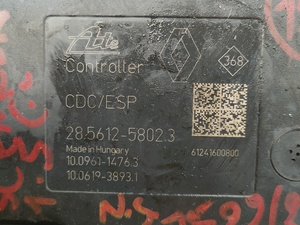 Ate
368
Controller
CDC/ESP
28.5612-5802.3
Made in Hungary
61241600800
10.0961-1476.3
10.0619-3893.1